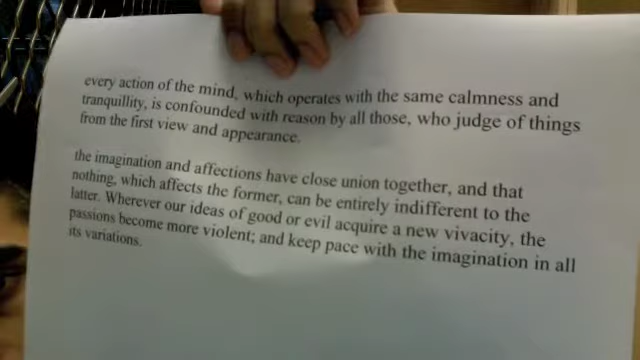 every action of the mind, which operates with the same calmness and
tranquillity, is confounded with reason by all those, who judge of things
from the first view and appearance.
the imagination and affections have close union together, and that
nothing, which affects the former, can be entirely indifferent to the
latter. Wherever our ideas of good or evil acquire a new vivacity, the
passions become more violent; and keep pace with the imagination in all
its variations.